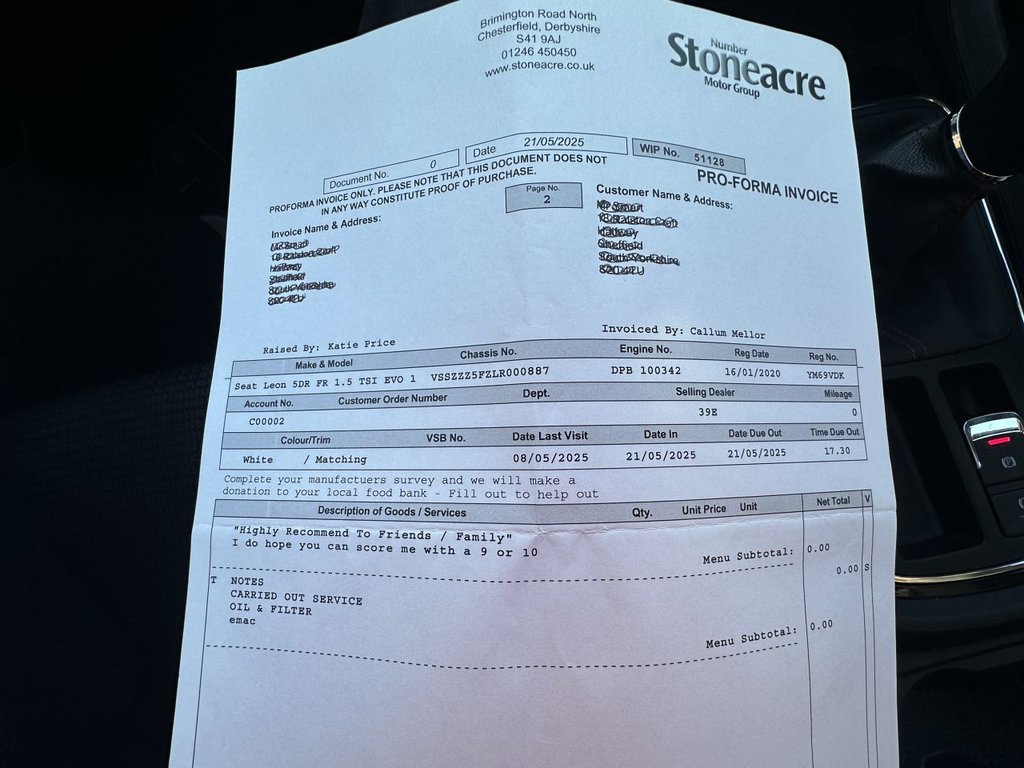 Brimington Road North
Chesterfield, Derbyshire
S41 9AJ
01246 450450
www.stoneacre.co.uk
Number
Stoneacre
Motor Group
Document No. 0
Date 21/05/2025
WIP No. 51128
PROFORMA INVOICE ONLY. PLEASE NOTE THAT THIS DOCUMENT DOES NOT
IN ANY WAY CONSTITUTE PROOF OF PURCHASE.
PRO-FORMA INVOICE
Page No.
2
Invoice Name & Address:
Customer Name & Address:
Raised By: Katie Price
Invoiced By: Callum Mellor
Make & Model Chassis No. Engine No. Reg Date Reg No.
Seat Leon 5DR FR 1.5 TSI EVO 1 VSSZZZ5FZLR000887 DPB 100342 16/01/2020 YM69VDK
Account No. Customer Order Number Dept. Selling Dealer Mileage
C00002 39E 0
Colour/Trim VSB No. Date Last Visit Date In Date Due Out Time Due Out
White / Matching 08/05/2025 21/05/2025 21/05/2025 17.30
Complete your manufactuers survey and we will make a
donation to your local food bank - Fill out to help out
Description of Goods / Services Qty. Unit Price Unit Net Total V
"Highly Recommend To Friends / Family"
I do hope you can score me with a 9 or 10
Menu Subtotal: 0.00
0.00 S
T NOTES
CARRIED OUT SERVICE
OIL & FILTER
emac
Menu Subtotal: 0.00